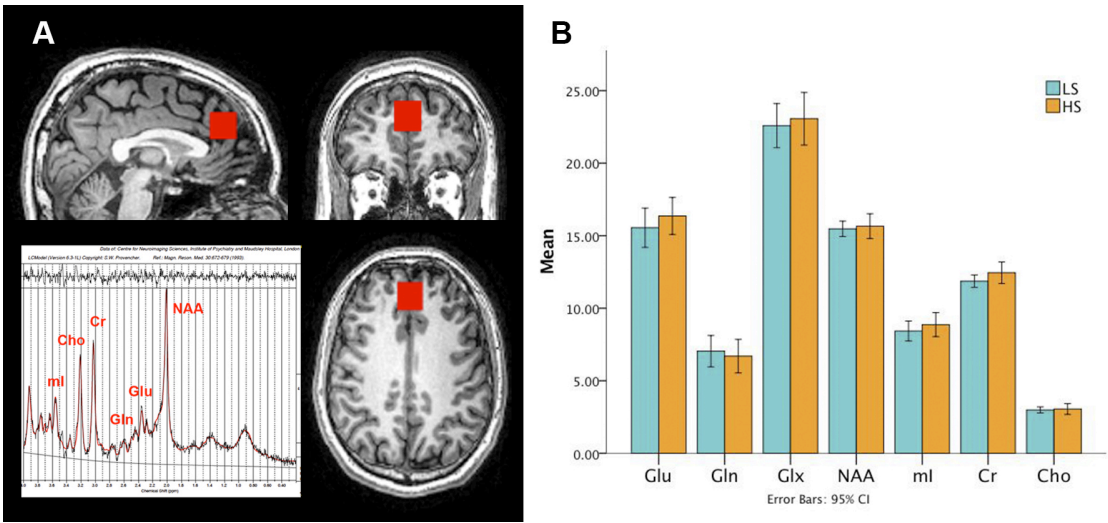 A
Data of: Centre for Neuroimaging Sciences, Institute of Psychiatry and Maudsley Hospital, London
LCModel (Version 6.3-1L) Copyright: S.W. Provencher. Ref.: Magn. Reson. Med. 30:672-679 (1993).
NAA
Cr
Cho
mI
Glu
Gln
Chemical Shift (ppm)
B
LS
HS
25.00
20.00
15.00
10.00
5.00
0.00
Mean
Glu Gln Glx NAA mI Cr Cho
Error Bars: 95% CI